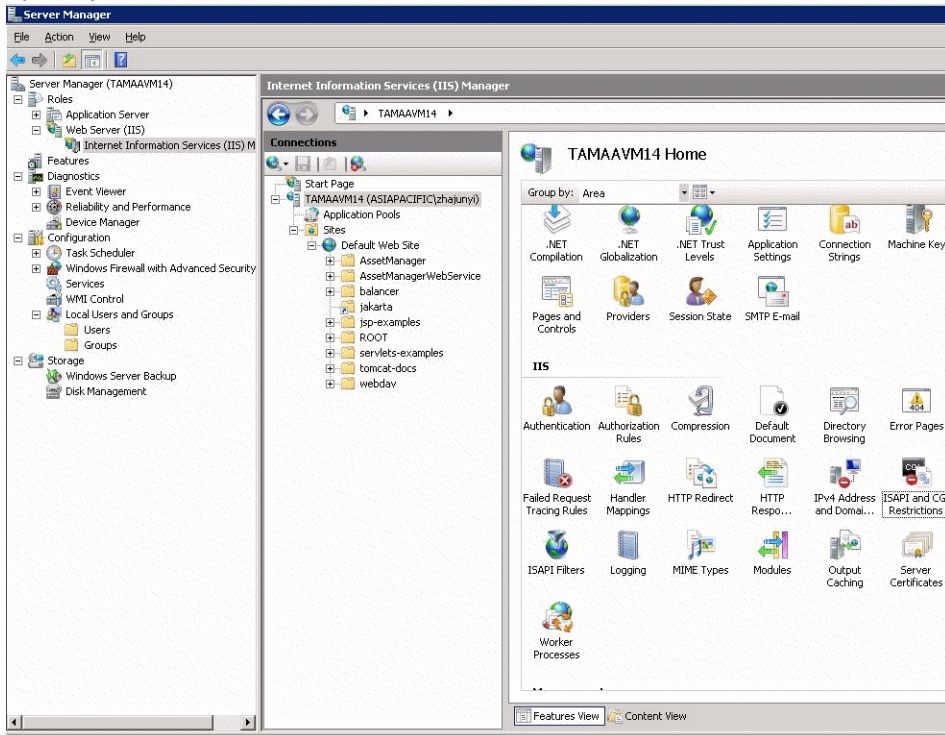 Server Manager
File Action View Help
Server Manager (TAMAAVM14)
Roles
Application Server
Web Server (IIS)
Internet Information Services (IIS) M
Features
Diagnostics
Event Viewer
Reliability and Performance
Device Manager
Configuration
Task Scheduler
Windows Firewall with Advanced Security
Services
WMI Control
Local Users and Groups
Users
Groups
Storage
Windows Server Backup
Disk Management
Internet Information Services (IIS) Manager
TAMAAVM14
Connections
Start Page
TAMAAVM14 (ASIAPACIFIC\zhajunyi)
Application Pools
Sites
Default Web Site
AssetManager
AssetManagerWebService
balancer
jakarta
jsp-examples
ROOT
servlets-examples
tomcat-docs
webdav
TAMAAVM14 Home
Group by: Area
.NET .NET .NET Trust Application Connection Machine Key
Compilation Globalization Levels Settings Strings
ab
Pages and Providers Session State SMTP E-mail
Controls
IIS
404
Authentication Authorization Compression Default Directory Error Pages
Rules Document Browsing
CGI
Failed Request Handler HTTP Redirect HTTP IPv4 Address ISAPI and CG
Tracing Rules Mappings Respo... and Domai... Restrictions
ISAPI Filters Logging MIME Types Modules Output Server
Caching Certificates
Worker
Processes
Features View Content View